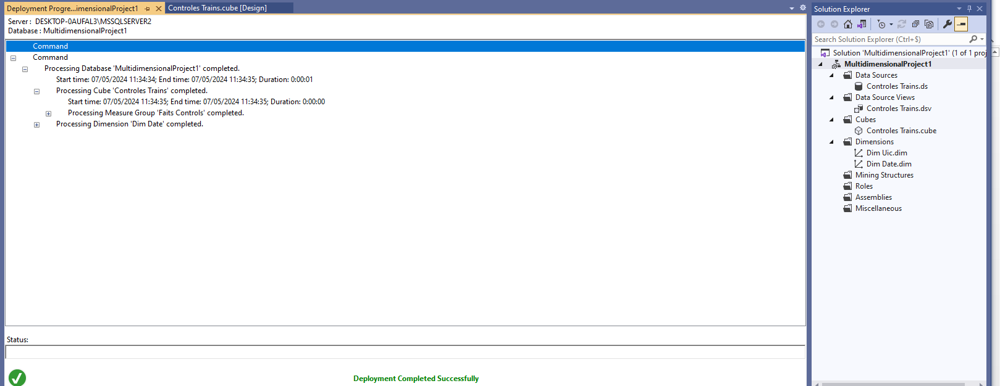 Deployment Progre...imensionalProject1
Controles Trains.cube [Design]
Server : DESKTOP-0AUFAL3\MSSQLSERVER2
Database : MultidimensionalProject1
Command
Command
Processing Database 'MultidimensionalProject1' completed.
Start time: 07/05/2024 11:34:34; End time: 07/05/2024 11:34:35; Duration: 0:00:01
Processing Cube 'Controles Trains' completed.
Start time: 07/05/2024 11:34:35; End time: 07/05/2024 11:34:35; Duration: 0:00:00
Processing Measure Group 'Faits Controls' completed.
Processing Dimension 'Dim Date' completed.
Status:
Deployment Completed Successfully
Solution Explorer
Search Solution Explorer (Ctrl+$)
Solution 'MultidimensionalProject1' (1 of 1 proj
MultidimensionalProject1
Data Sources
Controles Trains.ds
Data Source Views
Controles Trains.dsv
Cubes
Controles Trains.cube
Dimensions
Dim Uic.dim
Dim Date.dim
Mining Structures
Roles
Assemblies
Miscellaneous